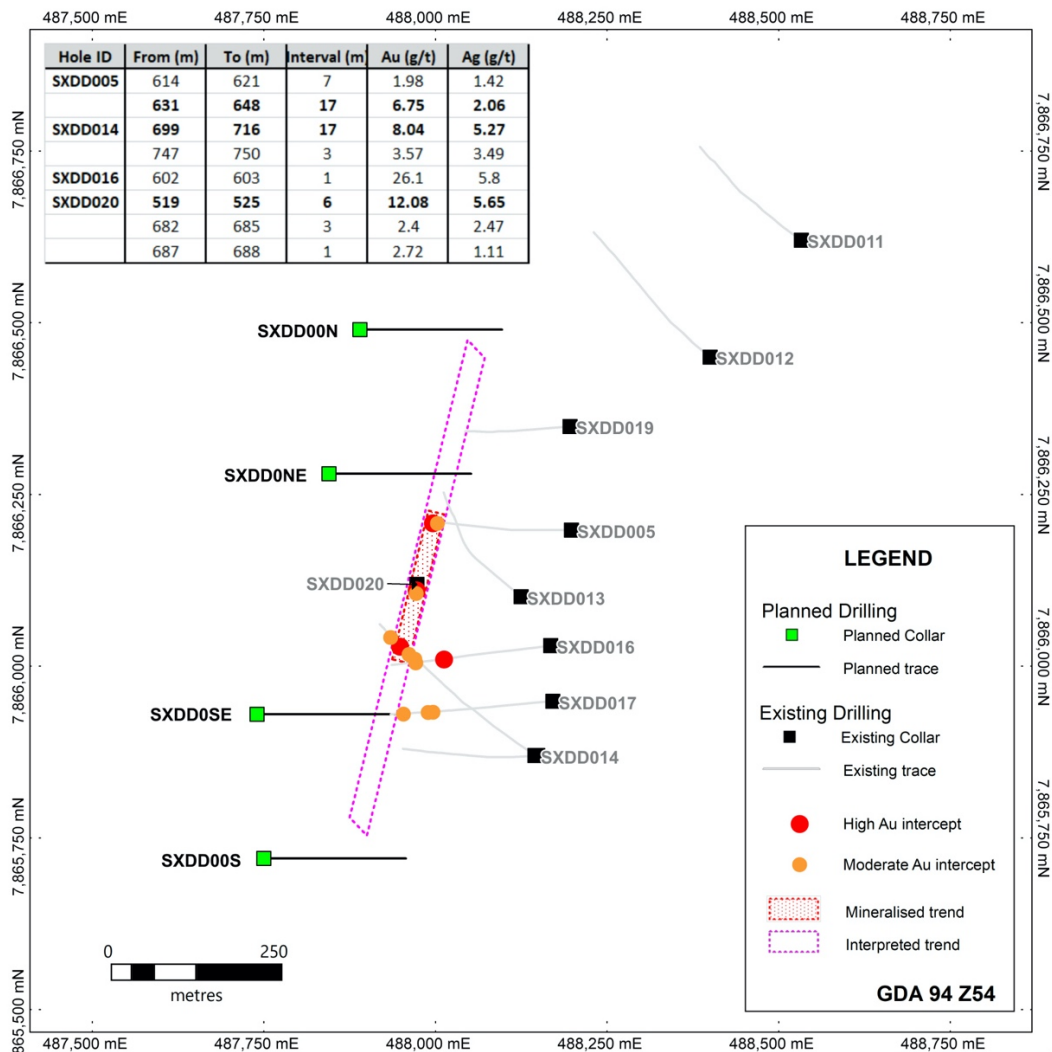 487,500 mE 487,750 mE 488,000 mE 488,250 mE 488,500 mE 488,750 mE
Hole ID From (m) To (m) Interval (m) Au (g/t) Ag (g/t)
SXDD005 614 621 7 1.98 1.42
631 648 17 6.75 2.06
SXDD014 699 716 17 8.04 5.27
747 750 3 3.57 3.49
SXDD016 602 603 1 26.1 5.8
SXDD020 519 525 6 12.08 5.65
682 685 3 2.4 2.47
687 688 1 2.72 1.11
7,866,750 mN
7,866,750 mN
SXDD011
7,866,500 mN
SXDD00N
7,866,500 mN
SXDD012
SXDD019
7,866,250 mN
SXDD0NE
7,866,250 mN
SXDD005
SXDD020
SXDD013
7,866,000 mN
SXDD016
7,866,000 mN
SXDD017
SXDD0SE
SXDD014
7,865,750 mN
7,865,750 mN
SXDD00S
LEGEND
Planned Drilling
Planned Collar
Planned trace
Existing Drilling
Existing Collar
Existing trace
High Au intercept
Moderate Au intercept
Mineralised trend
Interpreted trend
GDA 94 Z54
0 250
metres
865,500 mN
7,865,500 mN
487,500 mE 487,750 mE 488,000 mE 488,250 mE 488,500 mE 488,750 mE